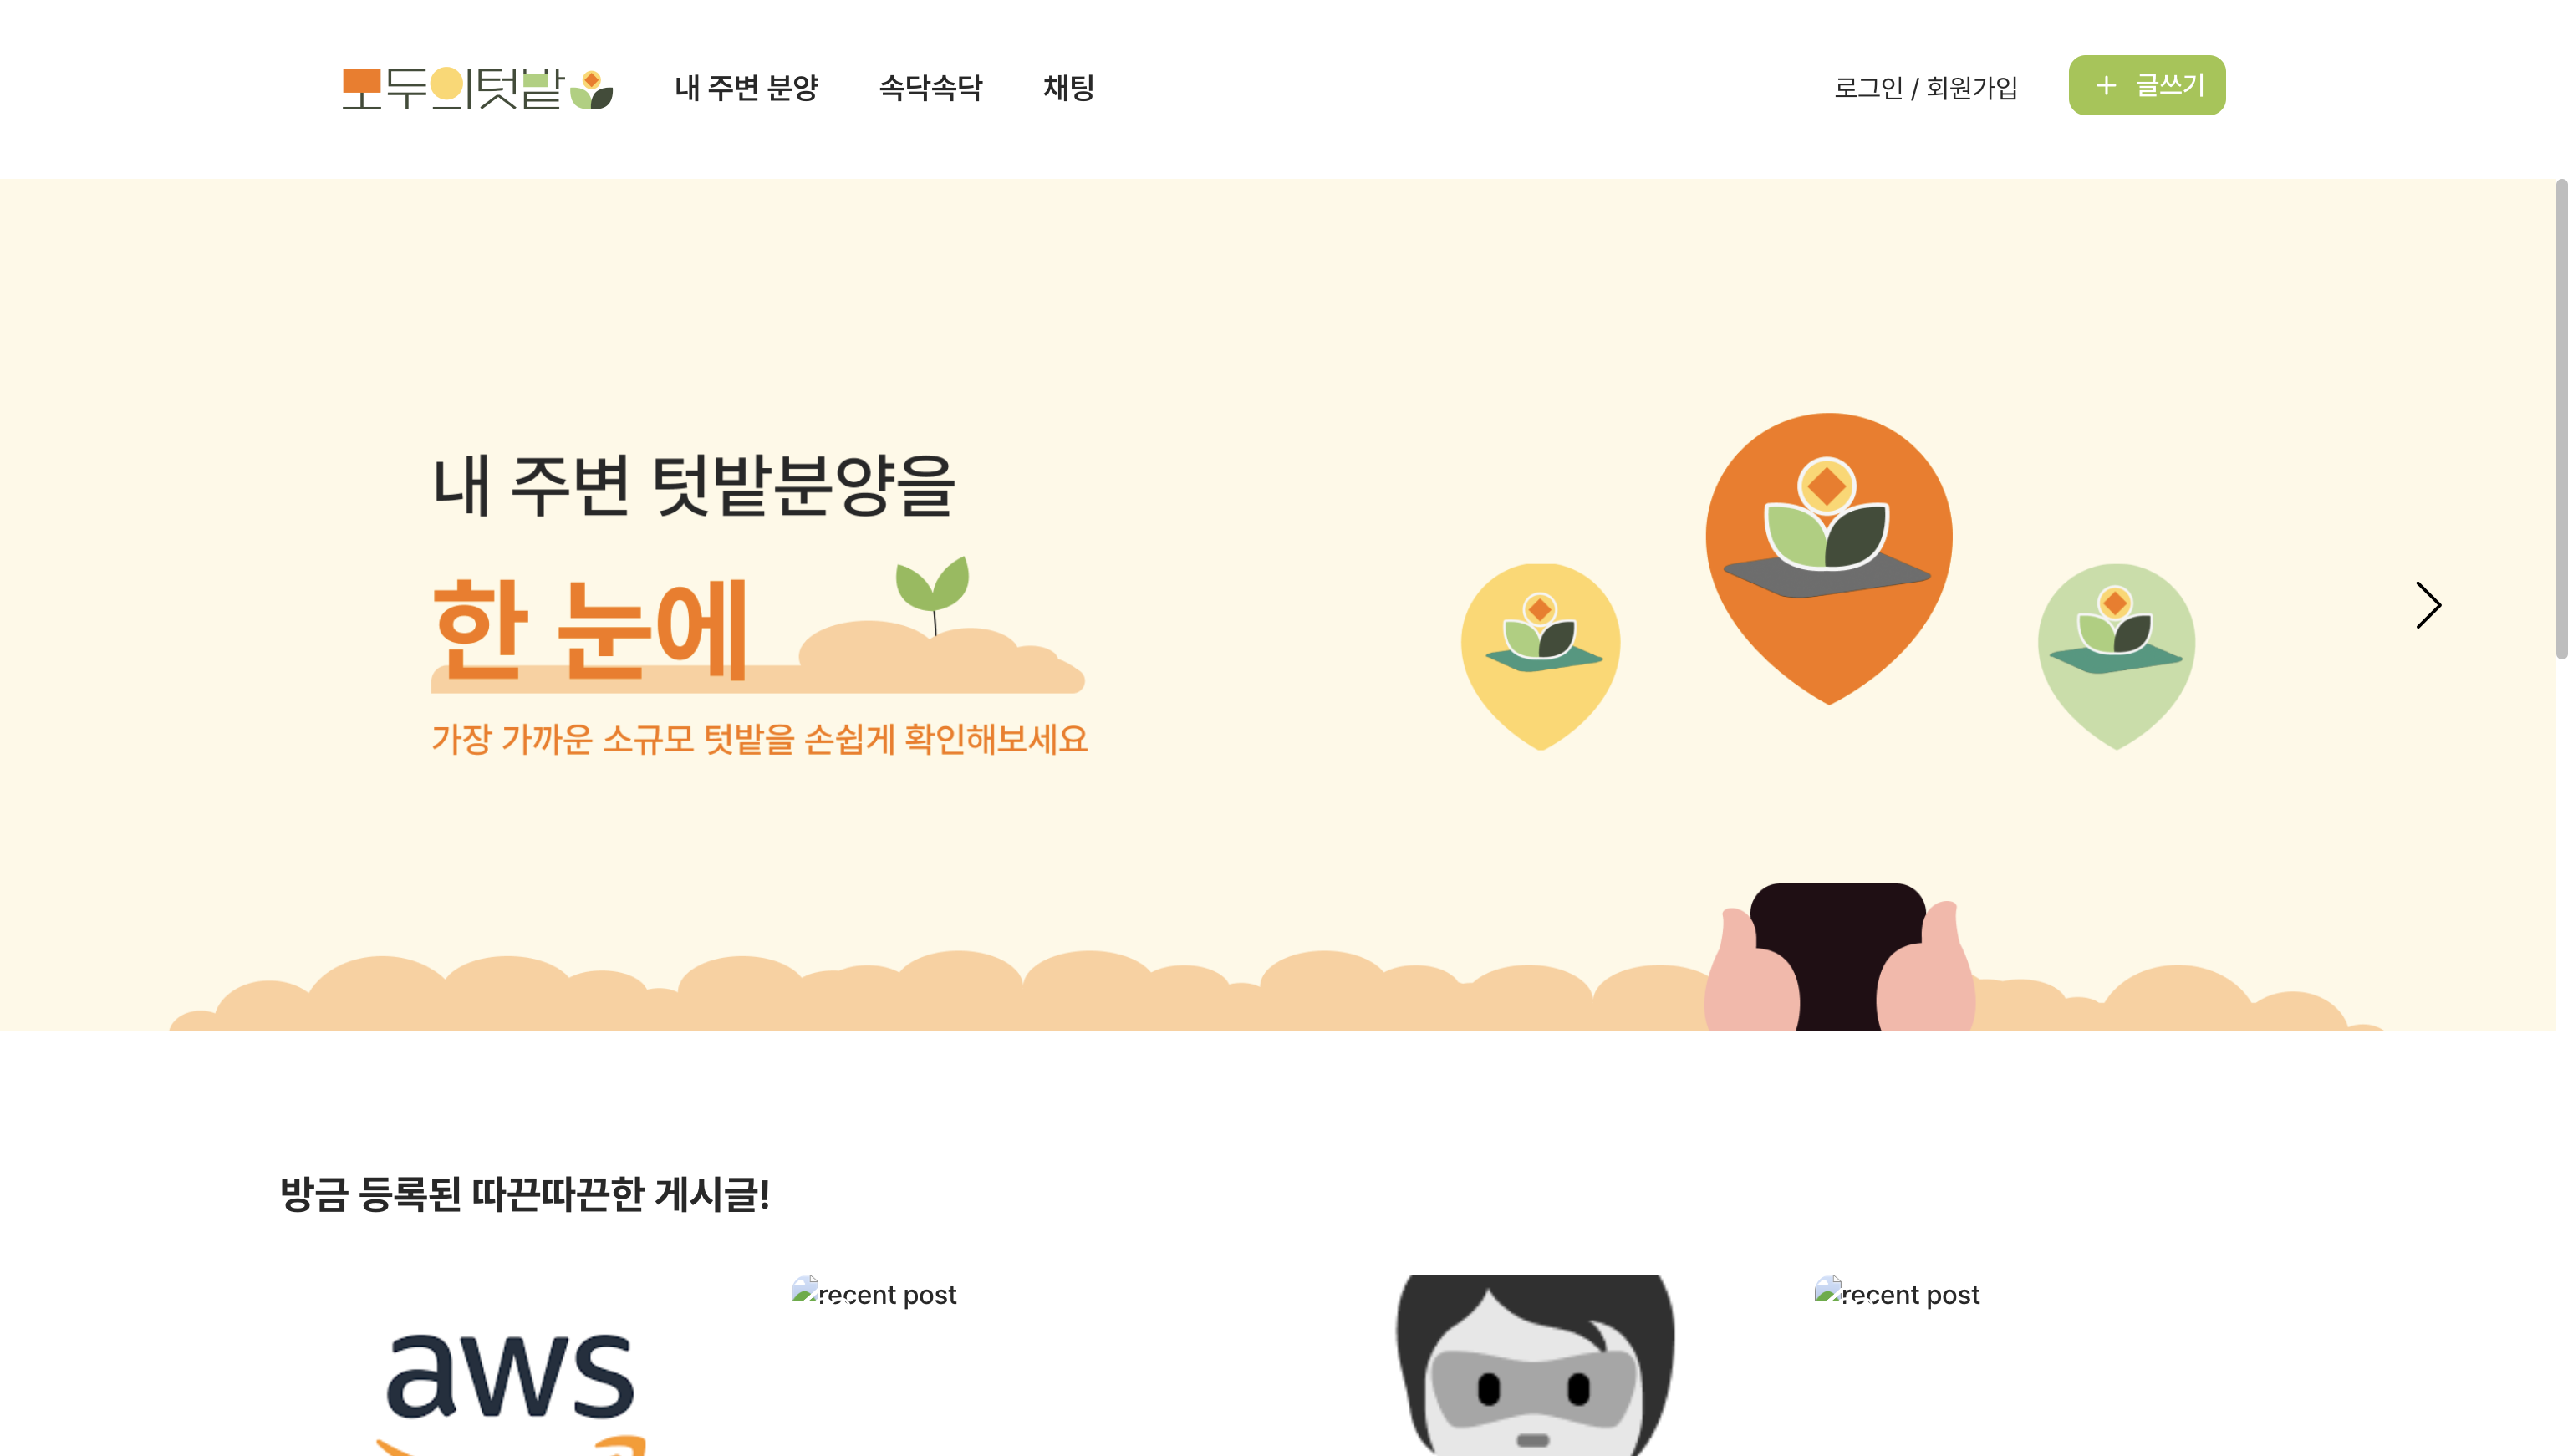 모두의텃밭
내 주변 분양
속닥속닥
채팅
로그인 / 회원가입
+ 글쓰기
내 주변 텃밭분양을
한 눈에
가장 가까운 소규모 텃밭을 손쉽게 확인해보세요
방금 등록된 따끈따끈한 게시글!
recent post
recent post
aws